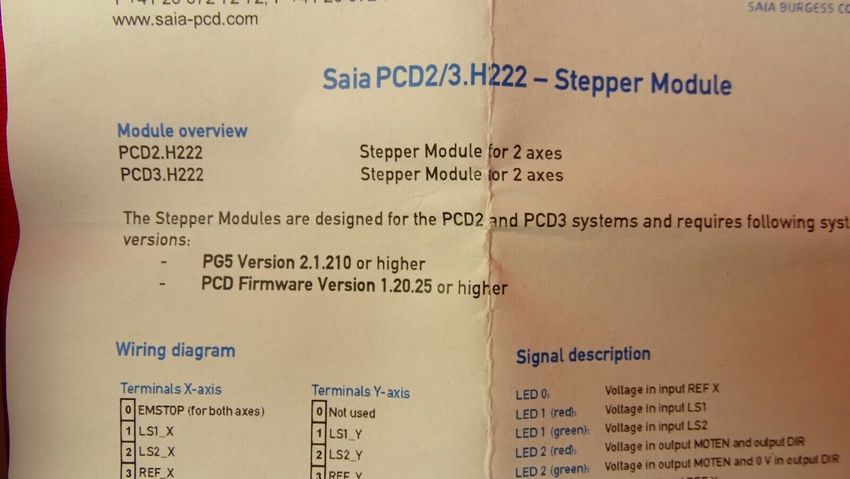 www.saia-pcd.com
SAIA BURGESS
Saia PCD2/3.H222 – Stepper Module
Module overview
PCD2.H222 Stepper Module for 2 axes
PCD3.H222 Stepper Module for 2 axes
The Stepper Modules are designed for the PCD2 and PCD3 systems and requires following syst
versions:
- PG5 Version 2.1.210 or higher
- PCD Firmware Version 1.20.25 or higher
Wiring diagram
Terminals X-axis
0 EMSTOP (for both axes)
1 LS1_X
2 LS2_X
3 REF_X
Terminals Y-axis
0 Not used
1 LS1_Y
2 LS2_Y
3 REF_Y
Signal description
LED 0: Voltage in input REF X
LED 1 (red): Voltage in input LS1
LED 1 (green): Voltage in input LS2
LED 2 (red): Voltage in output MOTEN and output DIR
LED 2 (green): Voltage in output MOTEN and 0 V in output DIR